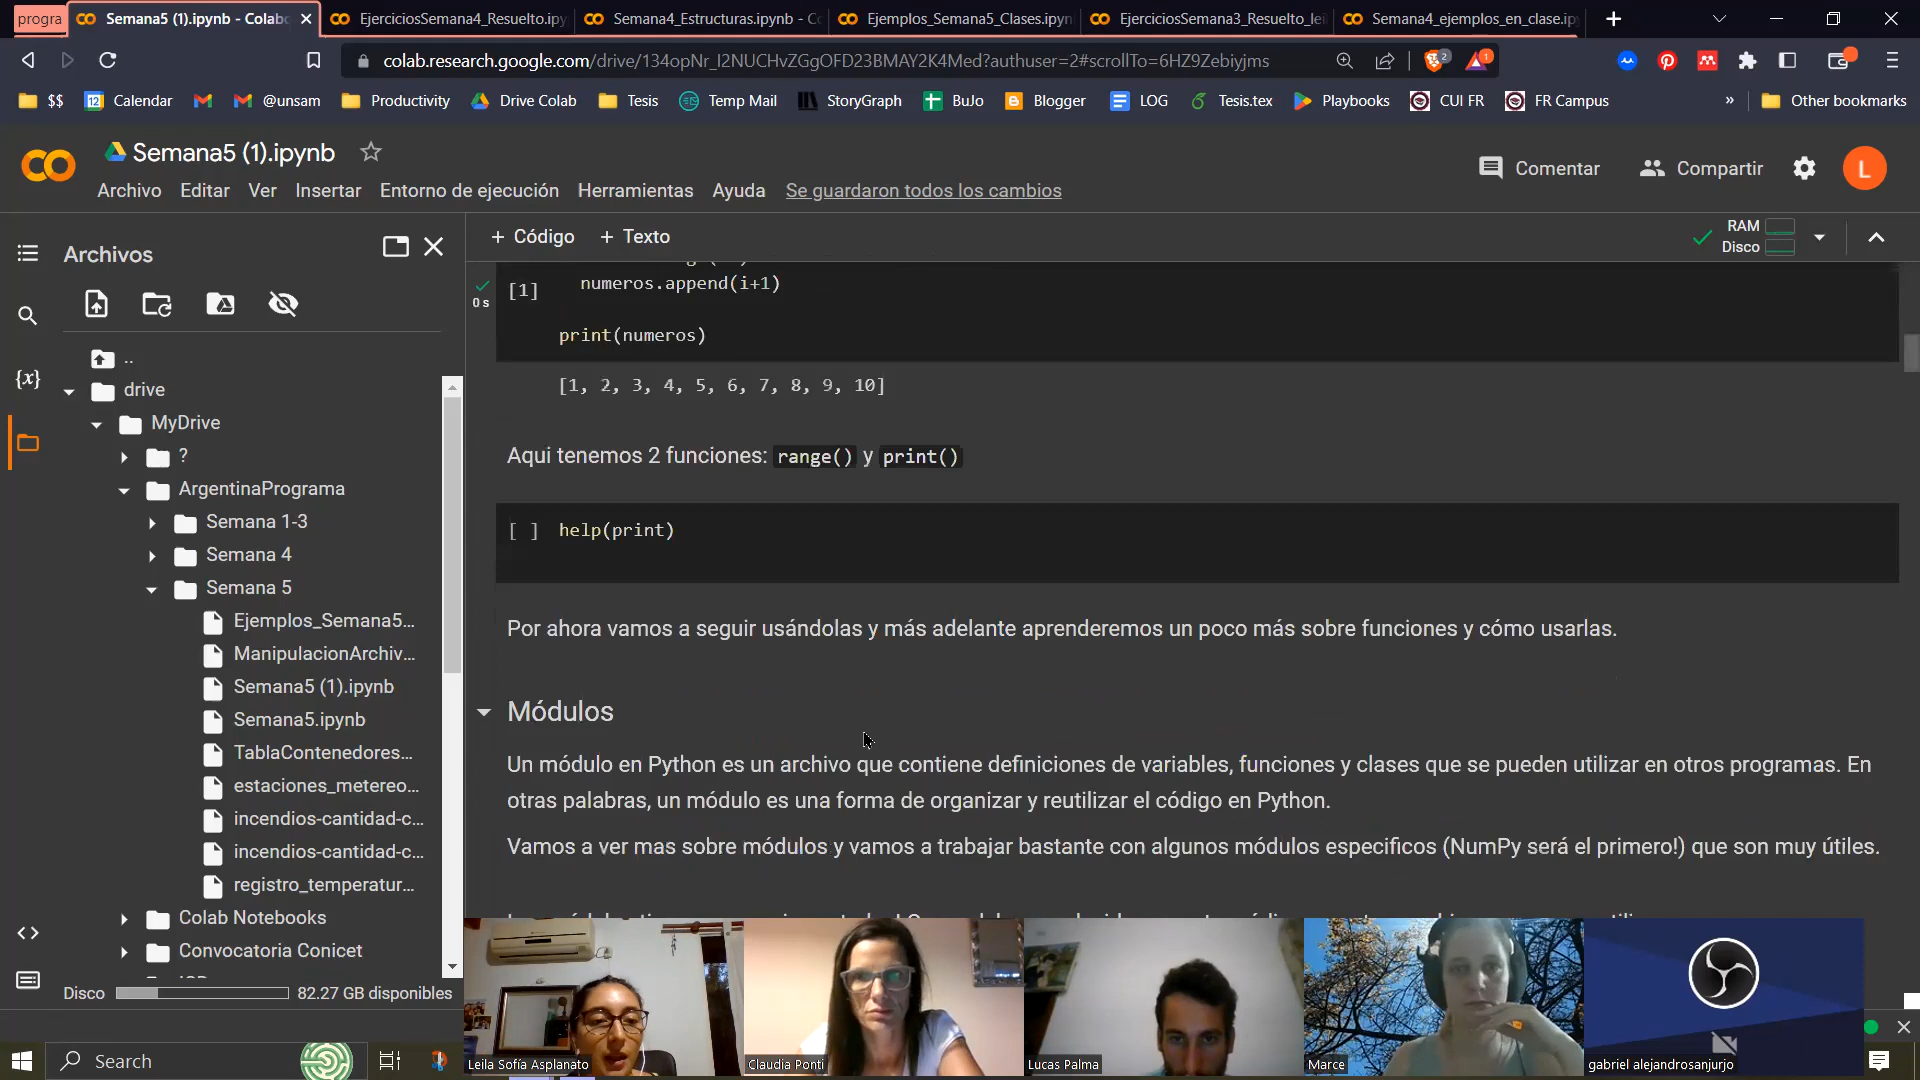 progra
Semana5 (1).ipynb - Colab
EjerciciosSemana4_Resuelto.ipy
Semana4_Estructuras.ipynb - Co
Ejemplos_Semana5_Clases.ipyn
EjerciciosSemana3_Resuelto_le
Semana4_ejemplos_en_clase.ip
colab.research.google.com/drive/134opNr_I2NUCHvZGgOFD23BMAY2K4Med?authuser=2#scrollTo=6HZ9Zebiyjms
2
1
$$
12
Calendar
@unsam
Productivity
Drive Colab
Tesis
Temp Mail
StoryGraph
BuJo
Blogger
LOG
Tesis.tex
Playbooks
CUI FR
FR Campus
»
Other bookmarks
Semana5 (1).ipynb
Comentar
Compartir
L
Archivo Editar Ver Insertar Entorno de ejecución Herramientas Ayuda Se guardaron todos los cambios
Archivos
+ Código + Texto
RAM
Disco
..
drive
MyDrive
?
ArgentinaPrograma
Semana 1-3
Semana 4
Semana 5
Ejemplos_Semana5...
ManipulacionArchiv...
Semana5 (1).ipynb
Semana5.ipynb
TablaContenedores...
estaciones_metereo...
incendios-cantidad-c...
incendios-cantidad-c...
registro_temperatur...
Colab Notebooks
Convocatoria Conicet
Disco
82.27 GB disponibles
{x}
0 s
[1]
numeros.append(i+1)
print(numeros)
[1, 2, 3, 4, 5, 6, 7, 8, 9, 10]
Aqui tenemos 2 funciones: range() y print()
[ ] help(print)
Por ahora vamos a seguir usándolas y más adelante aprenderemos un poco más sobre funciones y cómo usarlas.
Módulos
Un módulo en Python es un archivo que contiene definiciones de variables, funciones y clases que se pueden utilizar en otros programas. En
otras palabras, un módulo es una forma de organizar y reutilizar el código en Python.
Vamos a ver mas sobre módulos y vamos a trabajar bastante con algunos módulos especificos (NumPy será el primero!) que son muy útiles.
Leila Sofía Asplanato
Claudia Ponti
Lucas Palma
Marce
gabriel alejandrosanjurjo
Search